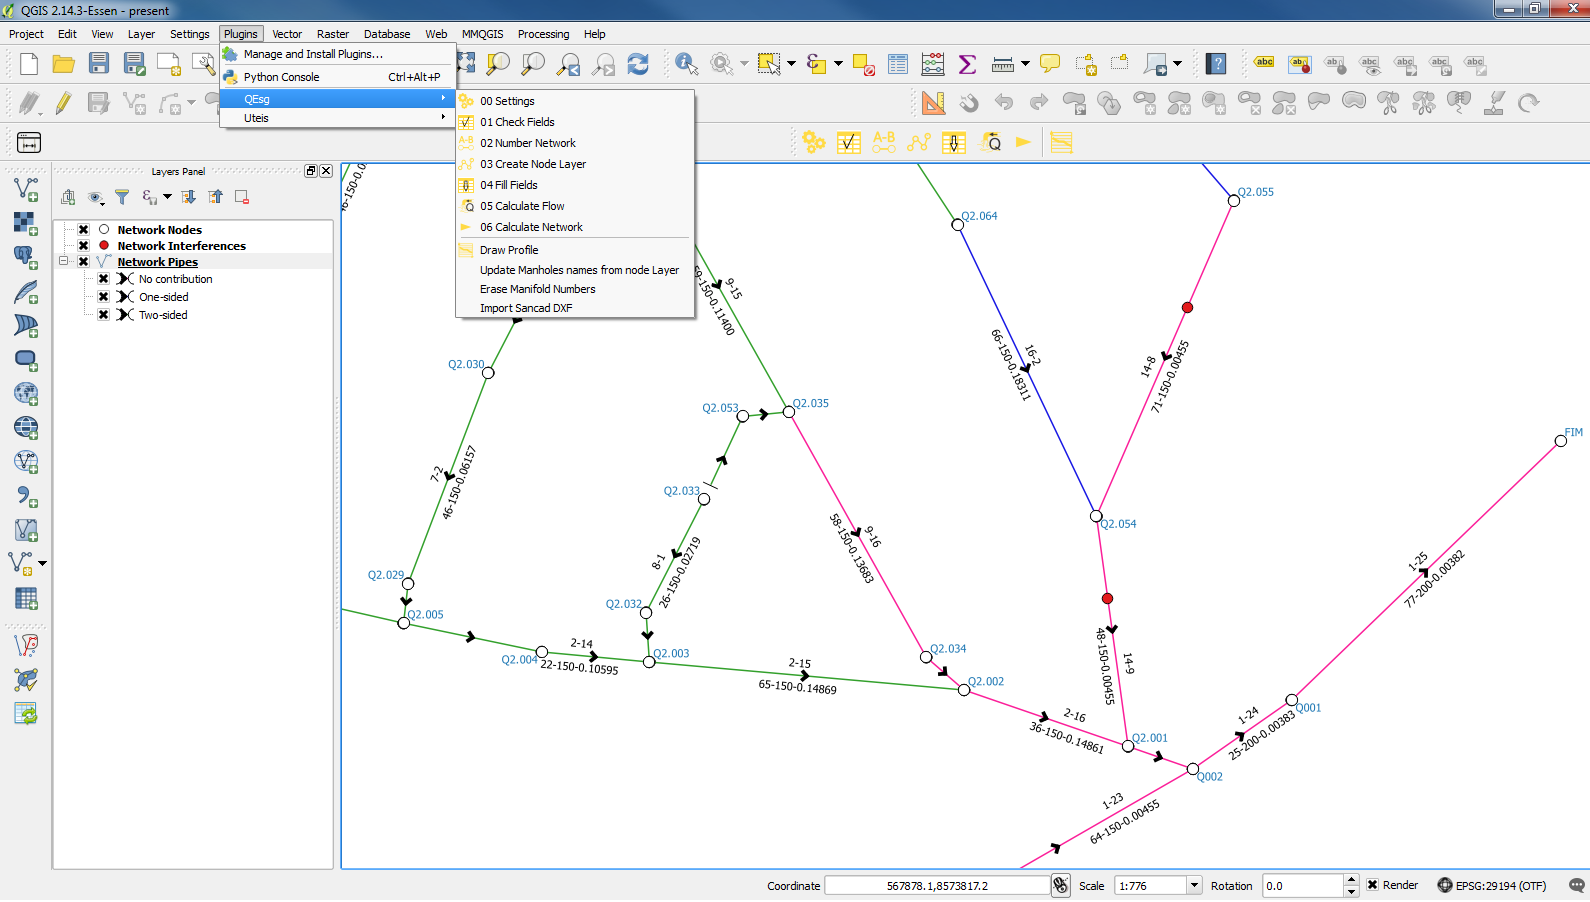 QGIS 2.14.3-Essen - present
Project Edit View Layer Settings Plugins Vector Raster Database Web MMQGIS Processing Help
Manage and Install Plugins...
Python Console Ctrl+Alt+P
QEsg
Uteis
00 Settings
01 Check Fields
02 Number Network
03 Create Node Layer
04 Fill Fields
05 Calculate Flow
06 Calculate Network
Draw Profile
Update Manholes names from node Layer
Erase Manifold Numbers
Import Sancad DXF
Layers Panel
Network Nodes
Network Interferences
Network Pipes
No contribution
One-sided
Two-sided
abc
A-B
Q2.055
Q2.064
9-15
59-150-0.11400
16-2
66-150-0.18311
14-8
71-150-0.00455
Q2.030
Q2.053
Q2.035
FIM
7-2
46-150-0.06157
Q2.033
9-16
58-150-0.13683
Q2.054
8-1
26-150-0.02719
1-25
77-200-0.00382
Q2.029
Q2.032
Q2.005
2-14
Q2.004
22-150-0.10595
Q2.003
2-15
65-150-0.14869
Q2.034
Q2.002
14-9
48-150-0.00455
2-16
36-150-0.14861
Q2.001
1-24
25-200-0.00383
Q001
Q002
1-23
64-150-0.00455
Coordinate 567878.1,8573817.2 Scale 1:776 Rotation 0.0 Render EPSG:29194 (OTF)